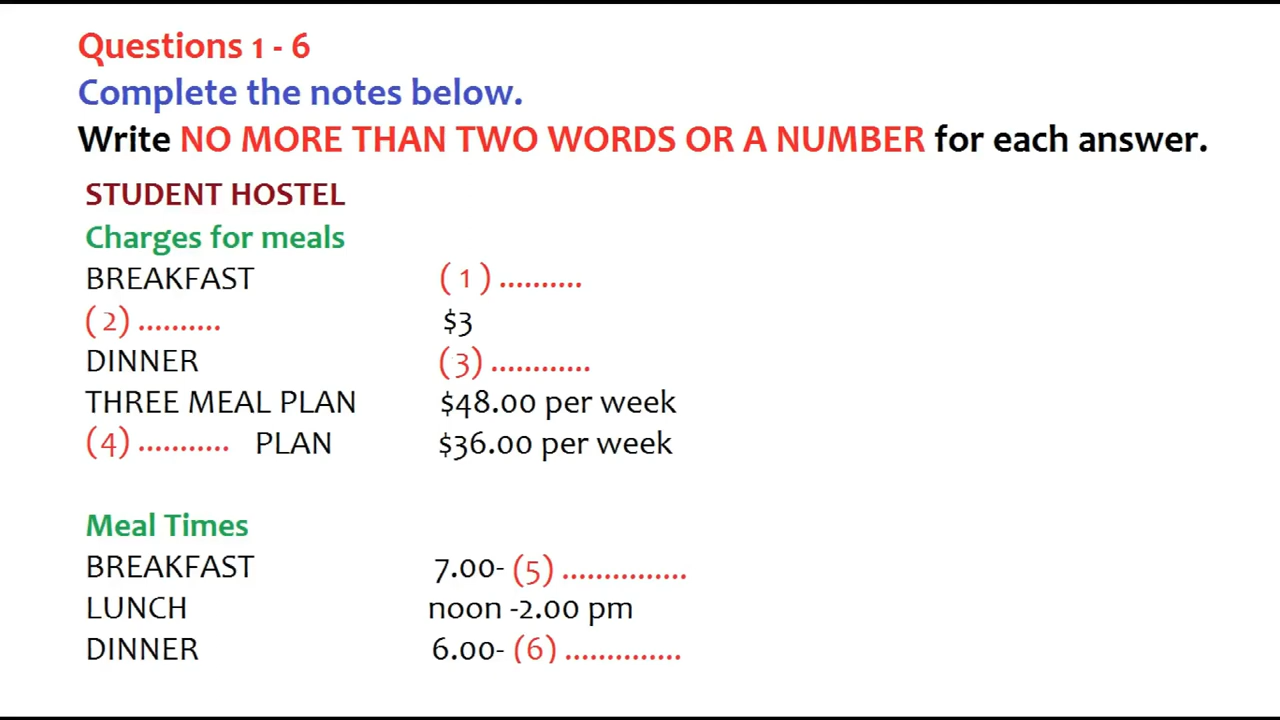 Questions 1 - 6
Complete the notes below.
Write NO MORE THAN TWO WORDS OR A NUMBER for each answer.
STUDENT HOSTEL
Charges for meals
BREAKFAST ( 1 ) ..........
( 2) .......... $3
DINNER (3) ............
THREE MEAL PLAN $48.00 per week
(4) ........... PLAN $36.00 per week
Meal Times
BREAKFAST 7.00- (5) ...............
LUNCH noon -2.00 pm
DINNER 6.00- (6) ..............